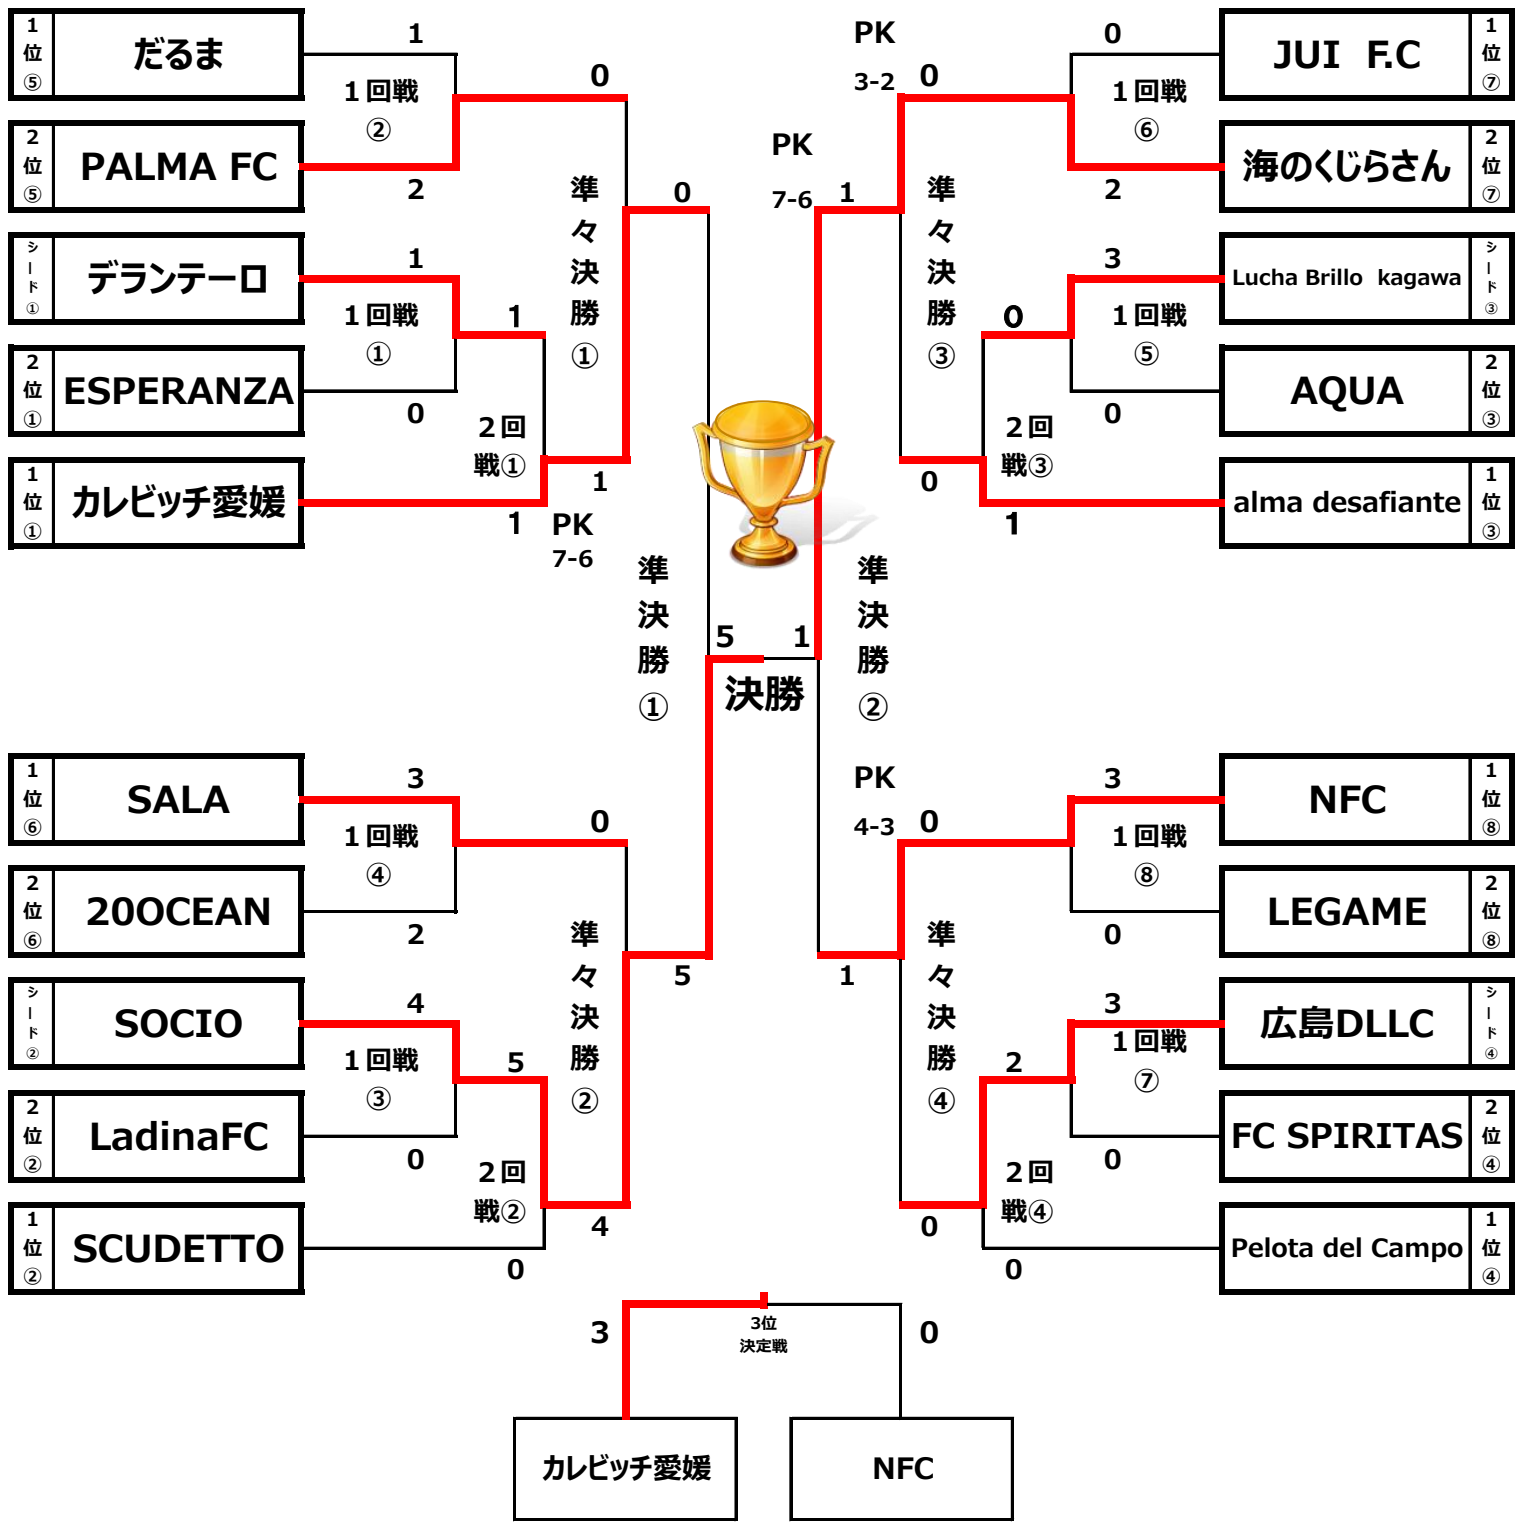 1位⑤ だるま
1
1回戦②
2位⑤ PALMA FC
2
0
シード① デランテーロ
1
1回戦①
2位① ESPERANZA
0
1
2回戦①
1位① カレビッチ愛媛
1
PK
7-6
準々決勝①
1
0
準決勝①
PK
3-2
0
0
JUI F.C 1位⑦
1回戦⑥
海のくじらさん 2位⑦
2
PK
7-6
1
準々決勝③
3
Lucha Brillo kagawa シード③
1回戦⑤
AQUA 2位③
0
0
2回戦③
alma desafiante 1位③
1
0
準決勝②
5 1
決勝
1位⑥ SALA
3
1回戦④
2位⑥ 20OCEAN
2
0
シード② SOCIO
4
1回戦③
2位② LadinaFC
0
5
2回戦②
1位② SCUDETTO
0
準々決勝②
4
5
PK
4-3
0
3
NFC 1位⑧
1回戦⑧
LEGAME 2位⑧
0
1
準々決勝④
3
広島DLLC シード④
1回戦⑦
FC SPIRITAS 2位④
0
2
2回戦④
Pelota del Campo 1位④
0
0
3
3位
決定戦
0
カレビッチ愛媛
NFC